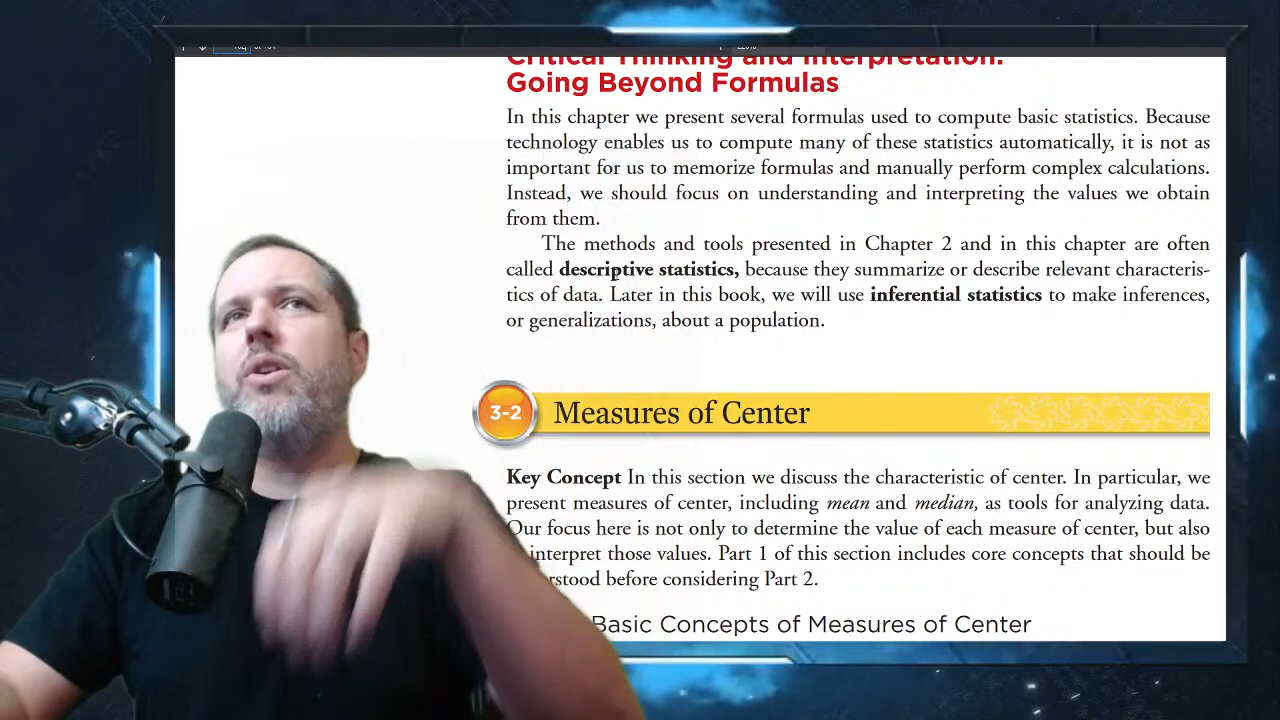 Critical Thinking and Interpretation:
Going Beyond Formulas
In this chapter we present several formulas used to compute basic statistics. Because
technology enables us to compute many of these statistics automatically, it is not as
important for us to memorize formulas and manually perform complex calculations.
Instead, we should focus on understanding and interpreting the values we obtain
from them.
The methods and tools presented in Chapter 2 and in this chapter are often
called descriptive statistics, because they summarize or describe relevant characteris-
tics of data. Later in this book, we will use inferential statistics to make inferences,
or generalizations, about a population.
3-2 Measures of Center
Key Concept In this section we discuss the characteristic of center. In particular, we
present measures of center, including mean and median, as tools for analyzing data.
Our focus here is not only to determine the value of each measure of center, but also
interpret those values. Part 1 of this section includes core concepts that should be
rstood before considering Part 2.
Basic Concepts of Measures of Center